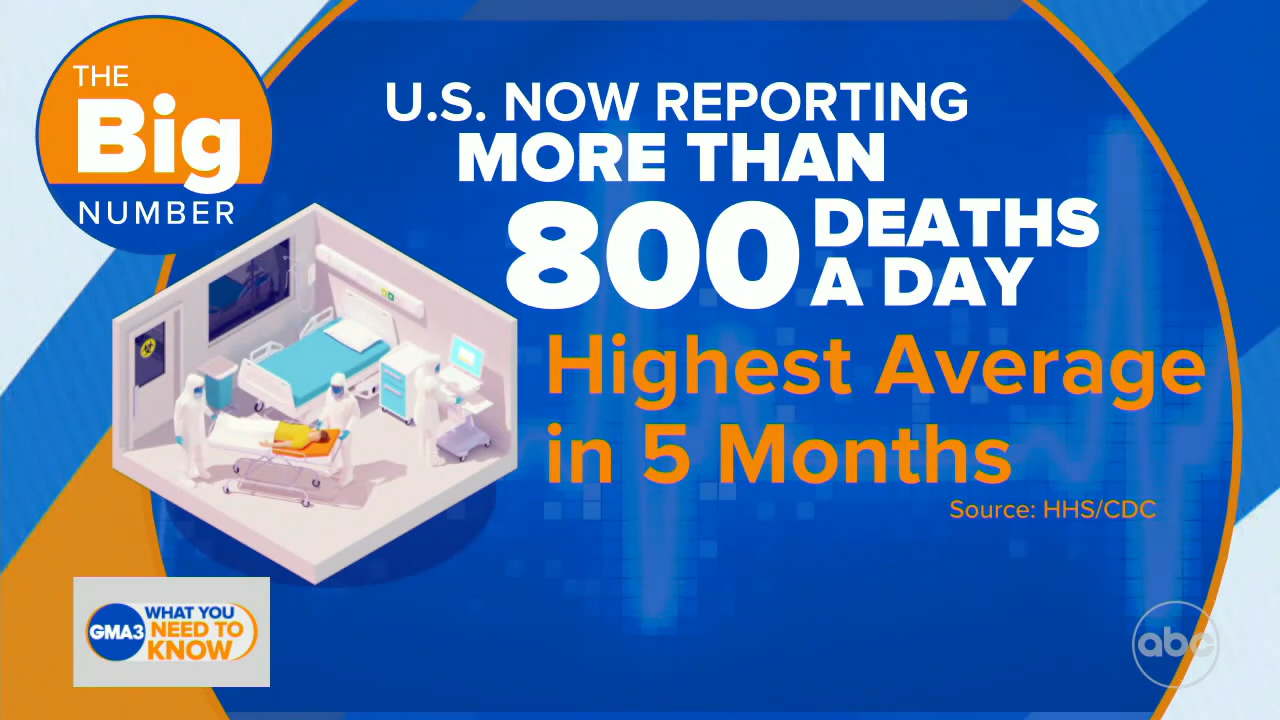 THE
Big
NUMBER
U.S. NOW REPORTING
MORE THAN
800 DEATHS
A DAY
Highest Average
in 5 Months
Source: HHS/CDC
GMA3 WHAT YOU
NEED TO
KNOW
abc